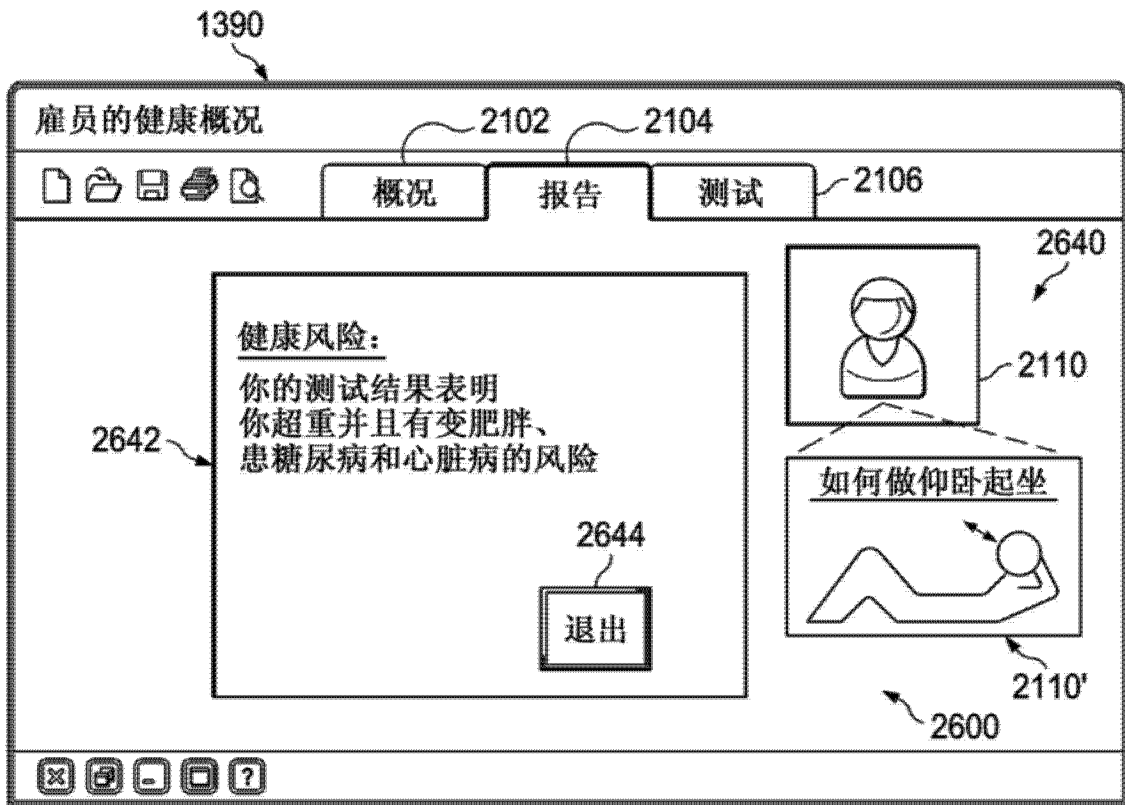 1390
雇员的健康概况
2102
2104
概况
报告
测试
2106
2640
2110
健康风险：
你的测试结果表明
你超重并且有变肥胖、
患糖尿病和心脏病的风险
2642
如何做仰卧起坐
2644
退出
2110'
2600
?